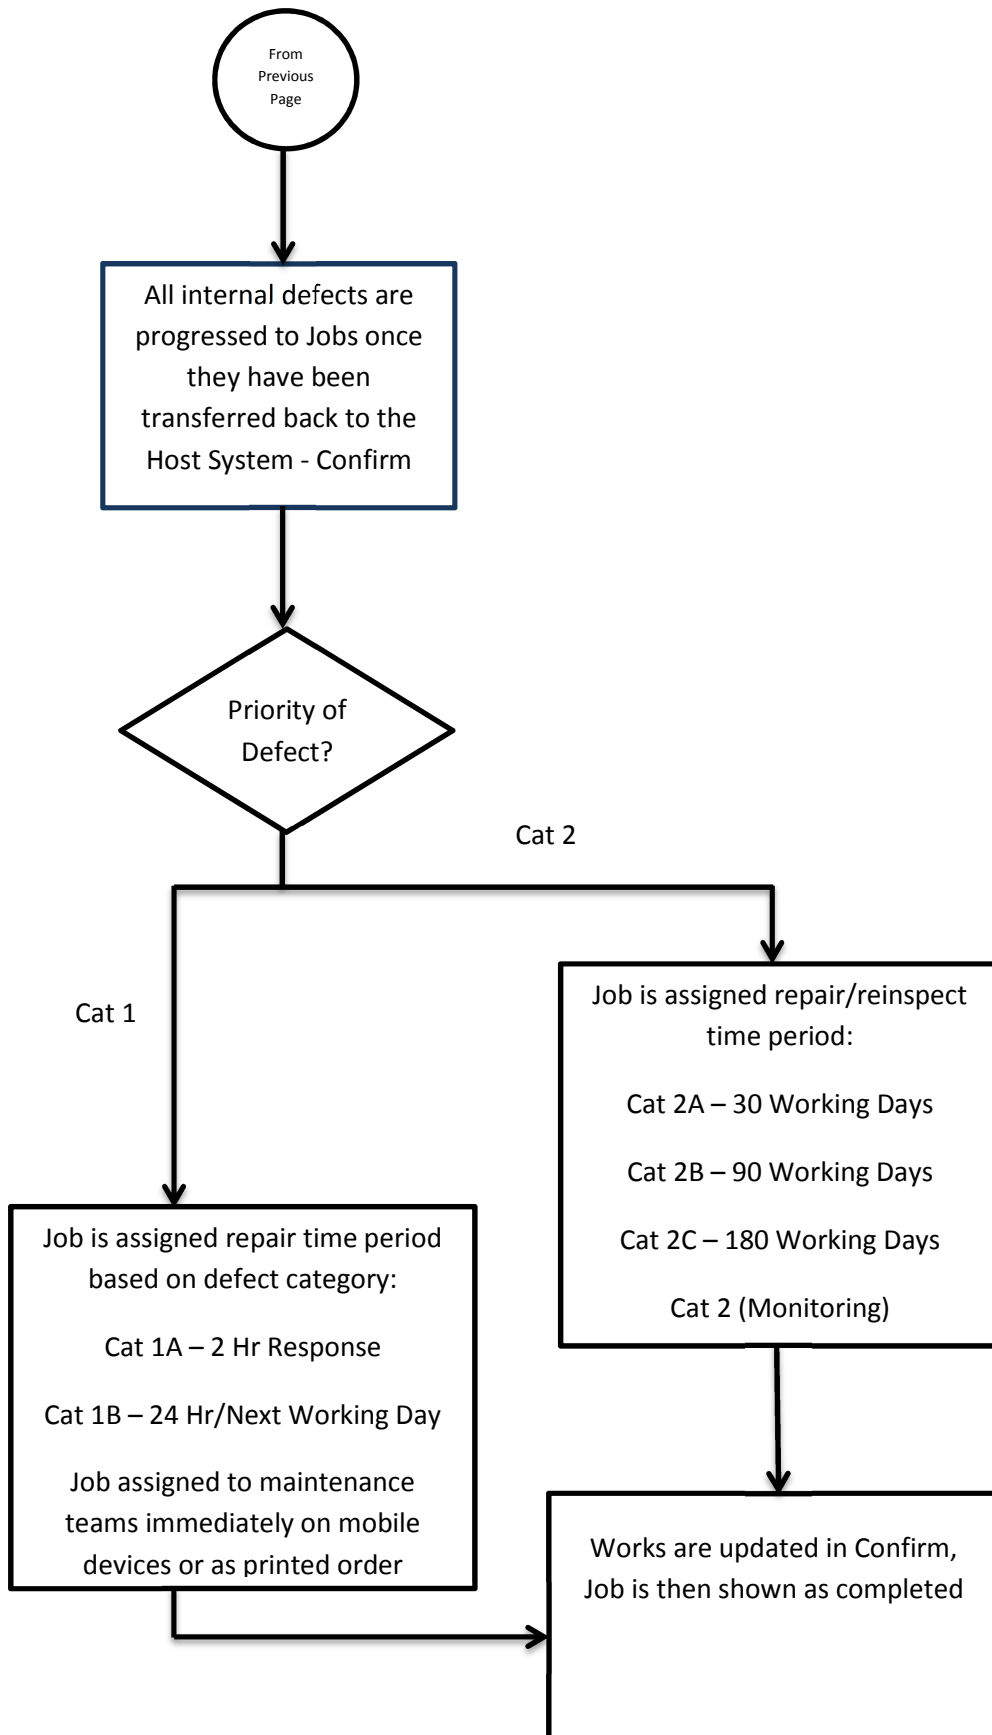 From
Previous
Page
All internal defects are
progressed to Jobs once
they have been
transferred back to the
Host System - Confirm
Priority of
Defect?
Cat 2
Cat 1
Job is assigned repair/reinspect
time period:
Cat 2A – 30 Working Days
Cat 2B – 90 Working Days
Cat 2C – 180 Working Days
Cat 2 (Monitoring)
Job is assigned repair time period
based on defect category:
Cat 1A – 2 Hr Response
Cat 1B – 24 Hr/Next Working Day
Job assigned to maintenance
teams immediately on mobile
devices or as printed order
Works are updated in Confirm,
Job is then shown as completed